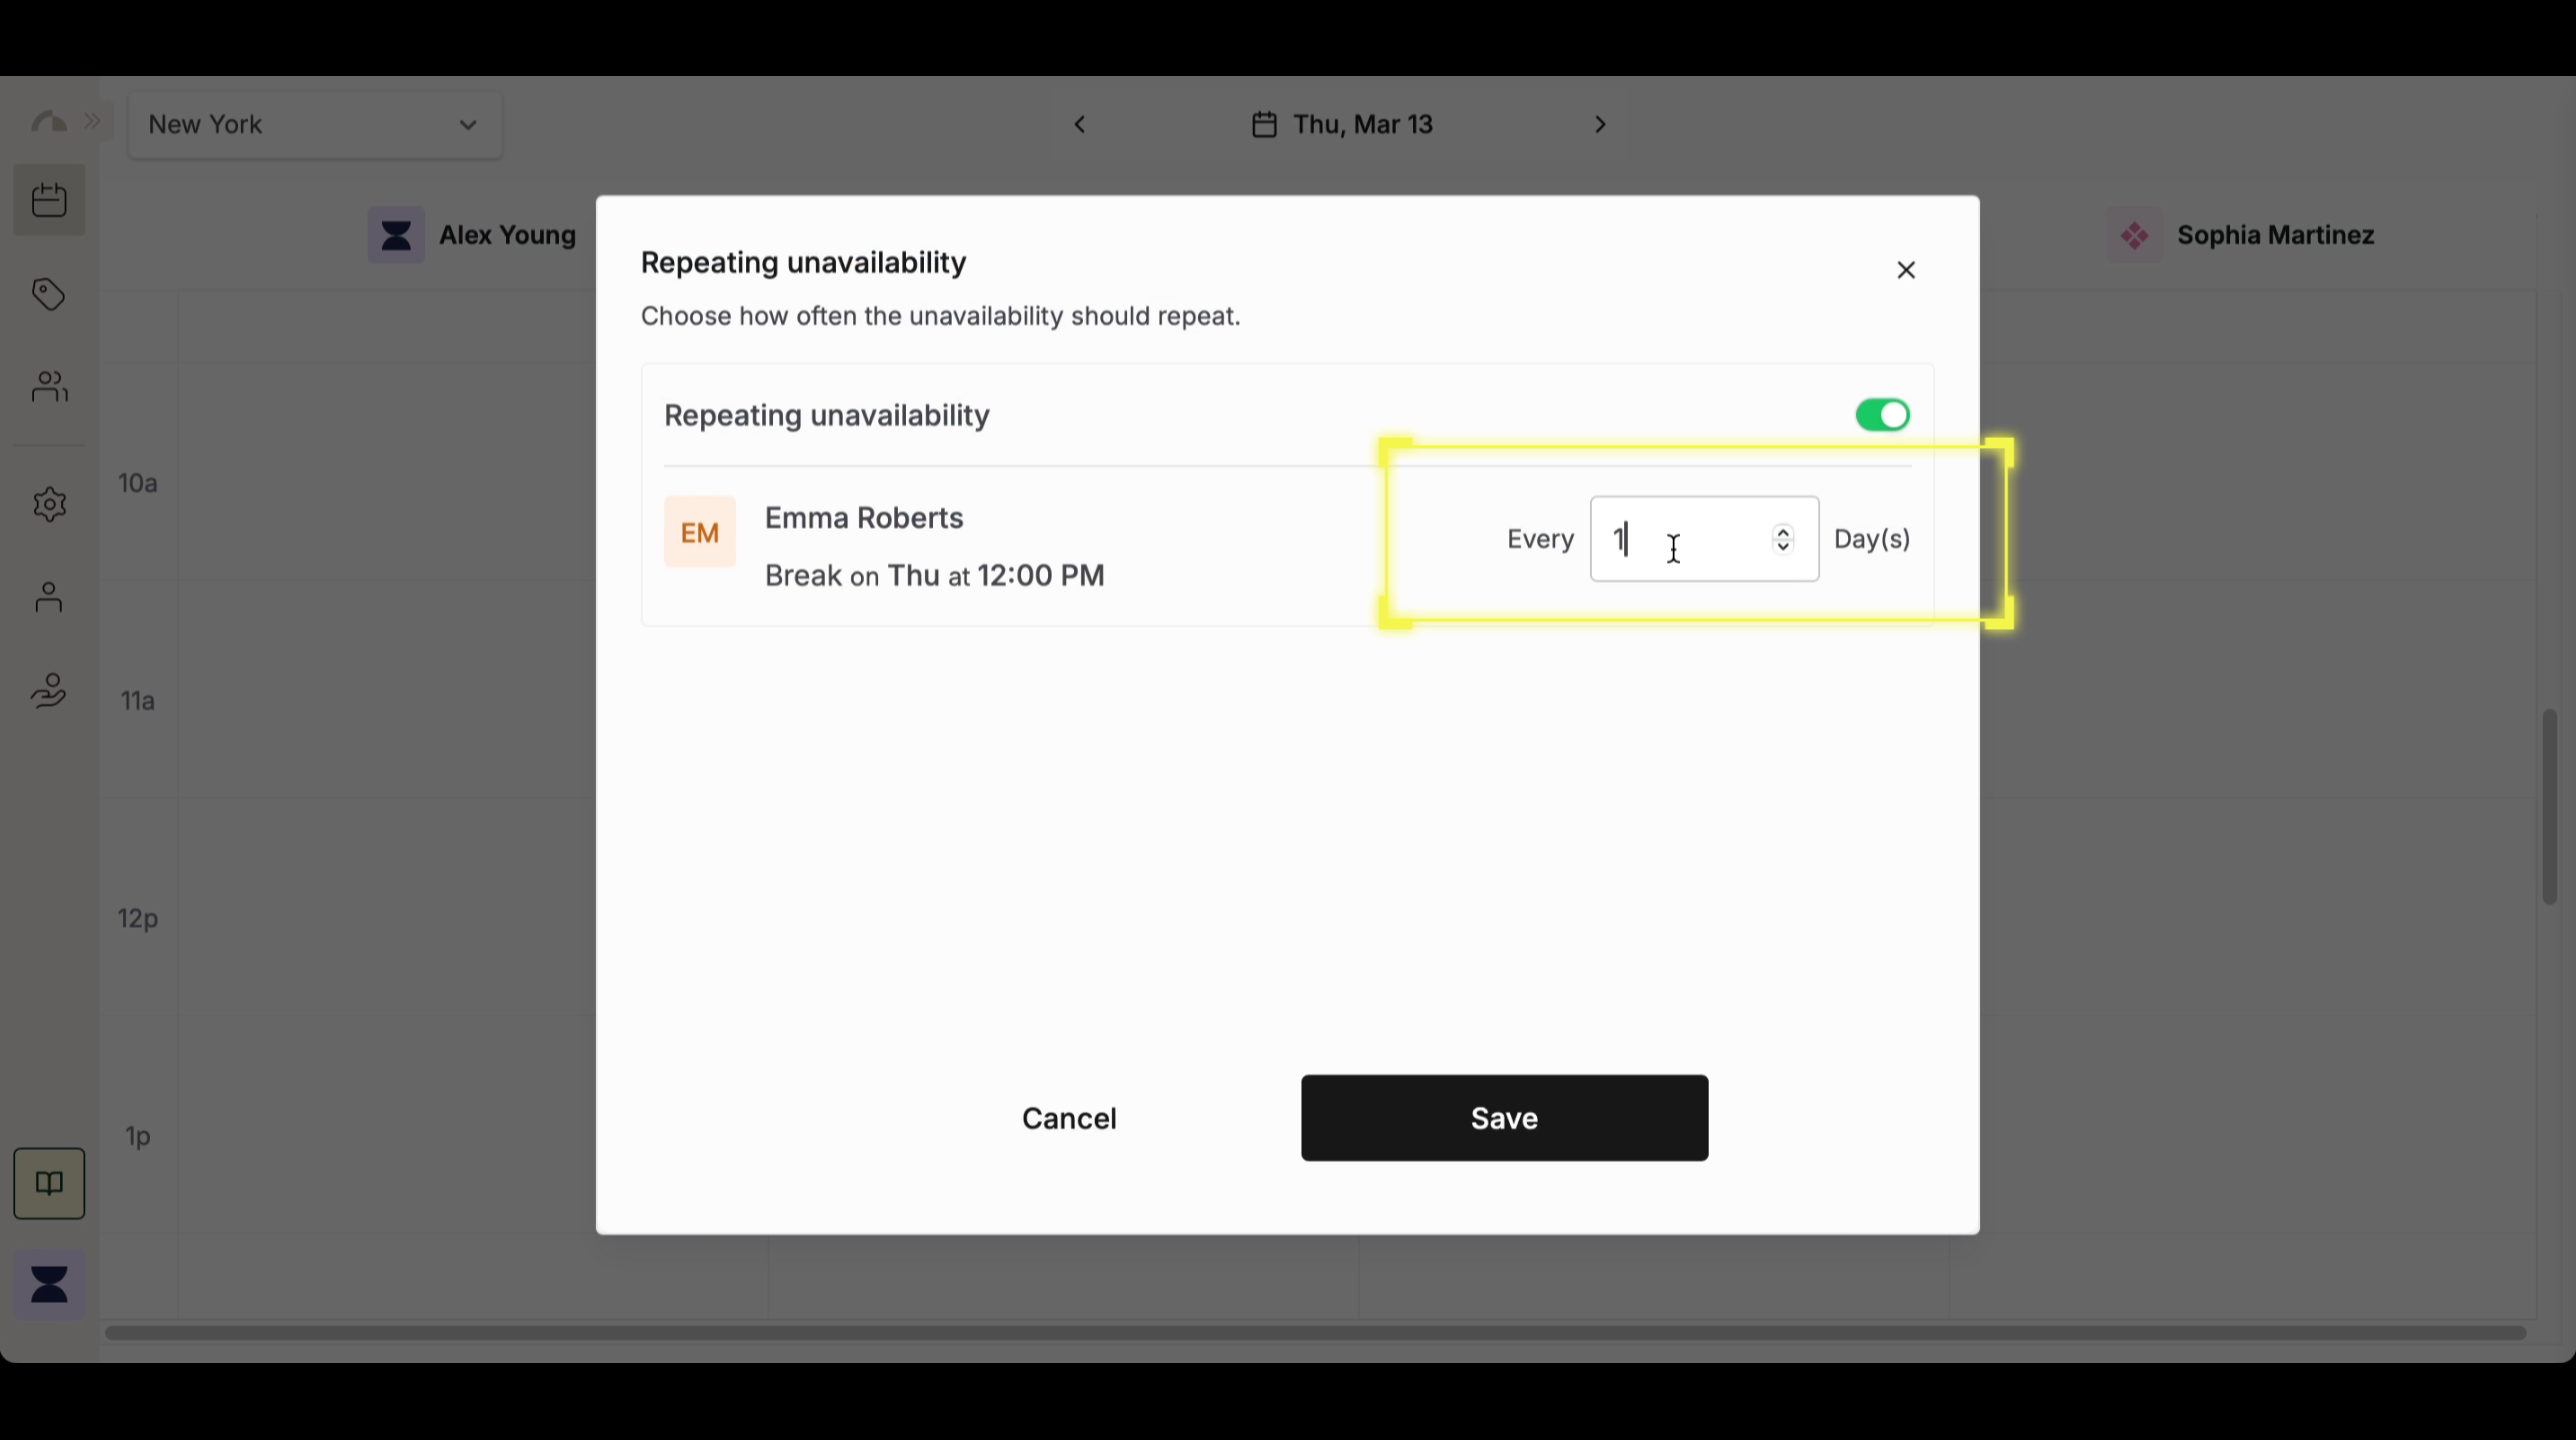 New York
Thu, Mar 13
Alex Young
Sophia Martinez
Repeating unavailability
Choose how often the unavailability should repeat.
Repeating unavailability
EM
Emma Roberts
Break on Thu at 12:00 PM
Every 1 Day(s)
10a
11a
12p
1p
Cancel
Save